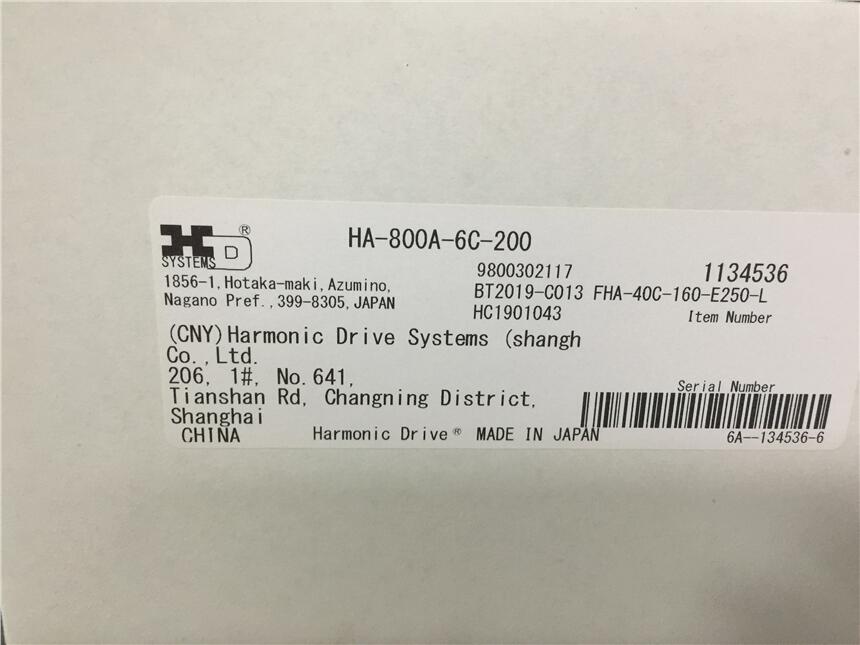 HA-800A-6C-200
HD ®
SYSTEMS
1856-1,Hotaka-maki,Azumino,
Nagano Pref.,399-8305,JAPAN
9800302117
1134536
BT2019-C013 FHA-40C-160-E250-L
HC1901043
Item Number
(CNY)Harmonic Drive Systems (shangh
Co.,Ltd.
206, 1#, No.641,
Tianshan Rd, Changning District,
Shanghai
CHINA
Serial Number
Harmonic Drive® MADE IN JAPAN
6A--134536-6